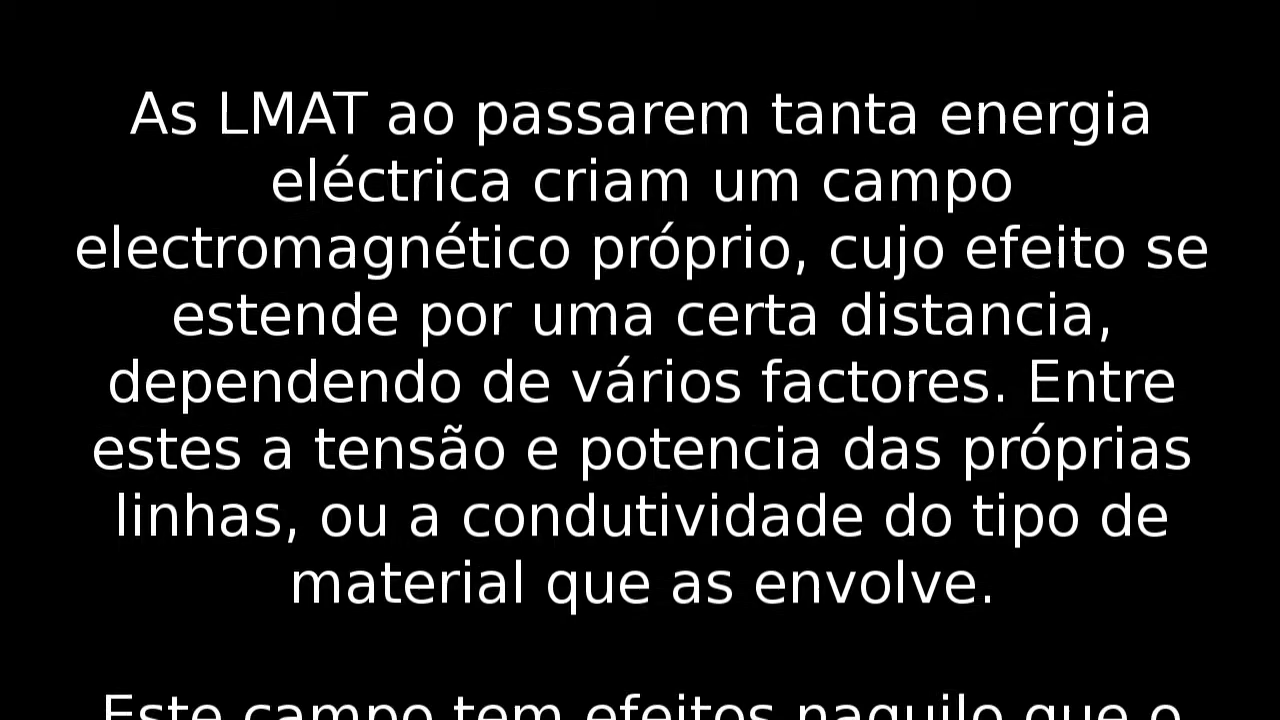 As LMAT ao passarem tanta energia
eléctrica criam um campo
electromagnético próprio, cujo efeito se
estende por uma certa distancia,
dependendo de vários factores. Entre
estes a tensão e potencia das próprias
linhas, ou a condutividade do tipo de
material que as envolve.
Este campo tem efeitos naquilo que o